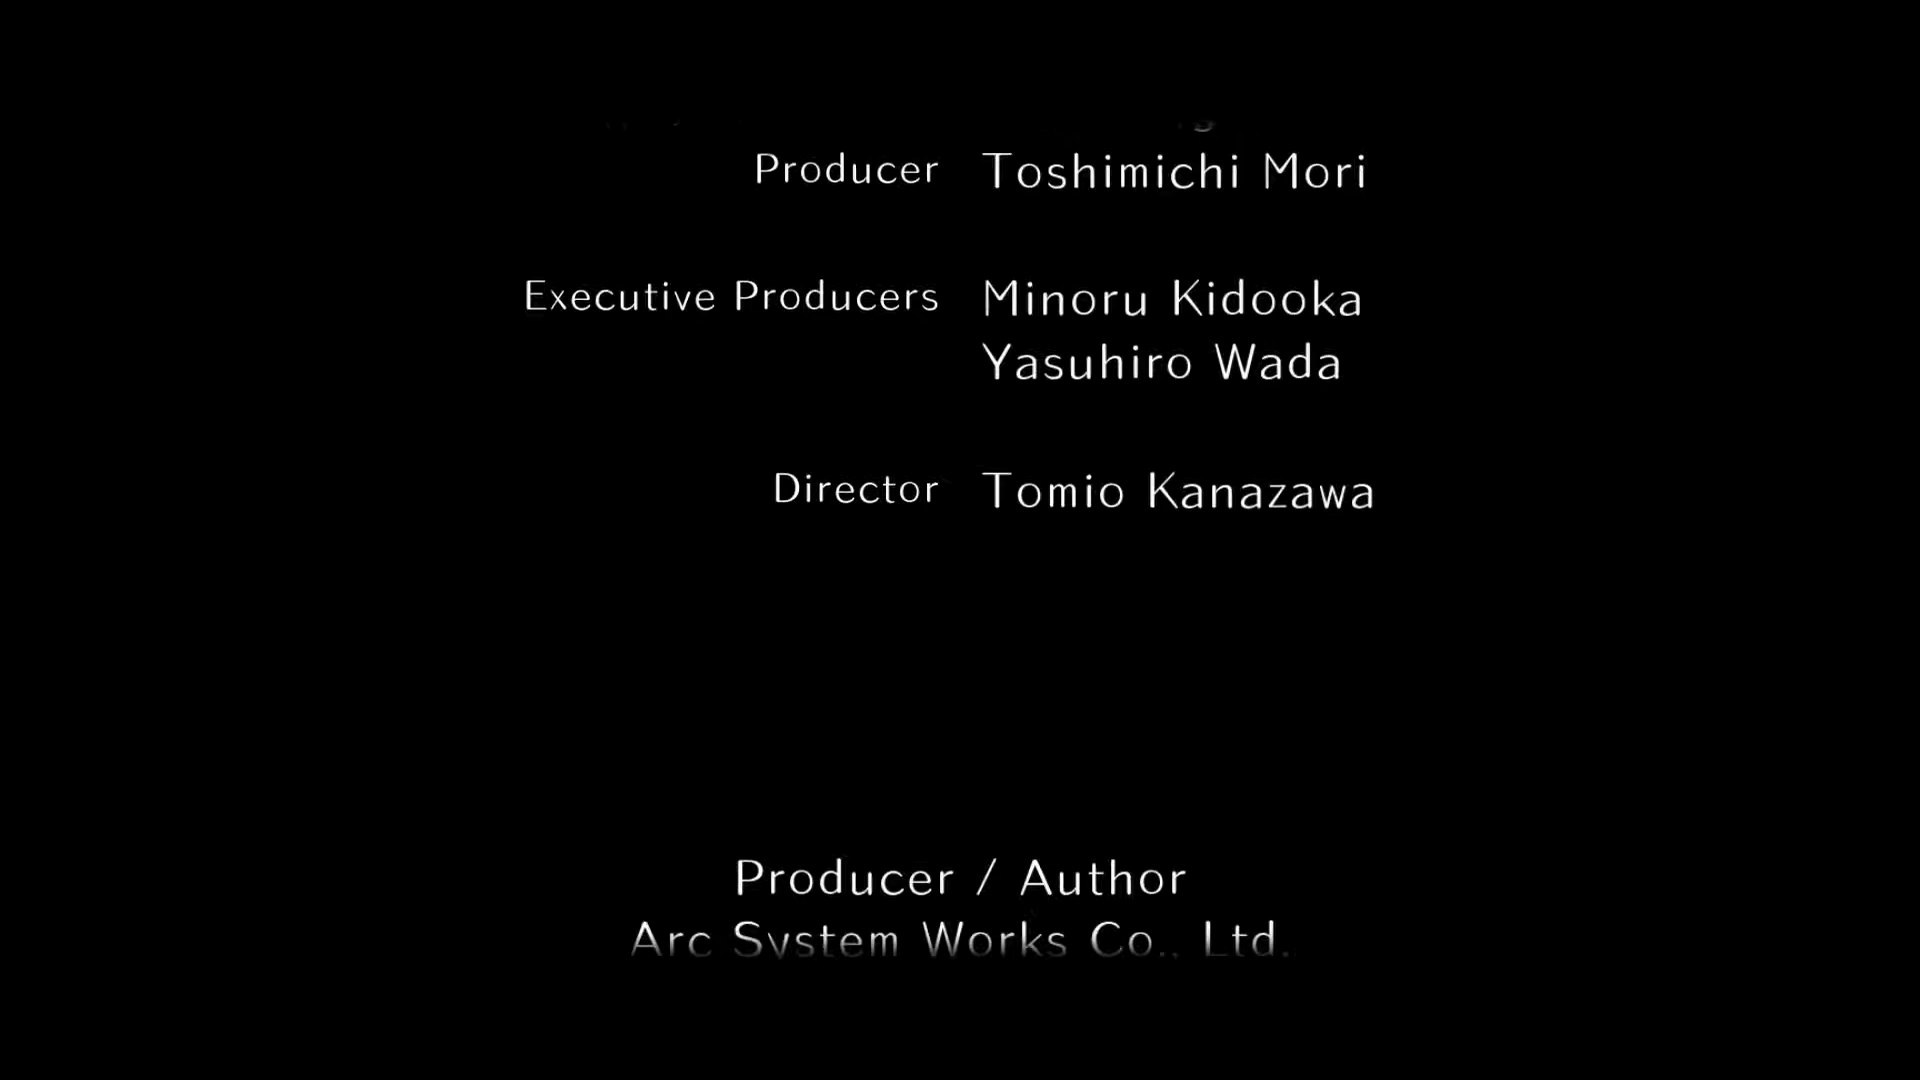 Producer Toshimichi Mori
Executive Producers Minoru Kidooka
Yasuhiro Wada
Director Tomio Kanazawa
Producer / Author
Arc System Works Co., Ltd.